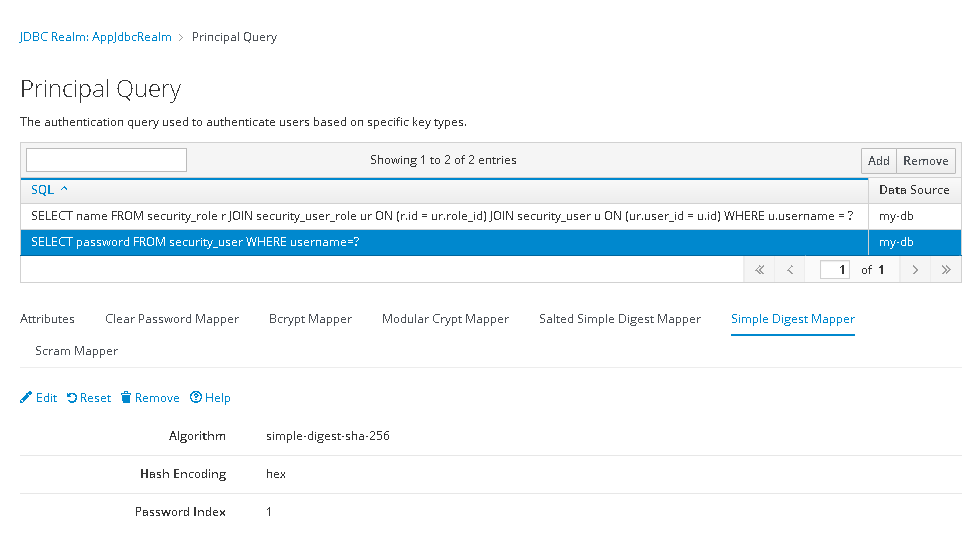 JDBC Realm: AppJdbcRealm > Principal Query
Principal Query
The authentication query used to authenticate users based on specific key types.
Showing 1 to 2 of 2 entries Add Remove
SQL Data Source
SELECT name FROM security_role r JOIN security_user_role ur ON (r.id = ur.role_id) JOIN security_user u ON (ur.user_id = u.id) WHERE u.username = ? my-db
SELECT password FROM security_user WHERE username=? my-db
« < 1 of 1 > »
Attributes Clear Password Mapper Bcrypt Mapper Modular Crypt Mapper Salted Simple Digest Mapper Simple Digest Mapper
Scram Mapper
Edit Reset Remove Help
Algorithm simple-digest-sha-256
Hash Encoding hex
Password Index 1